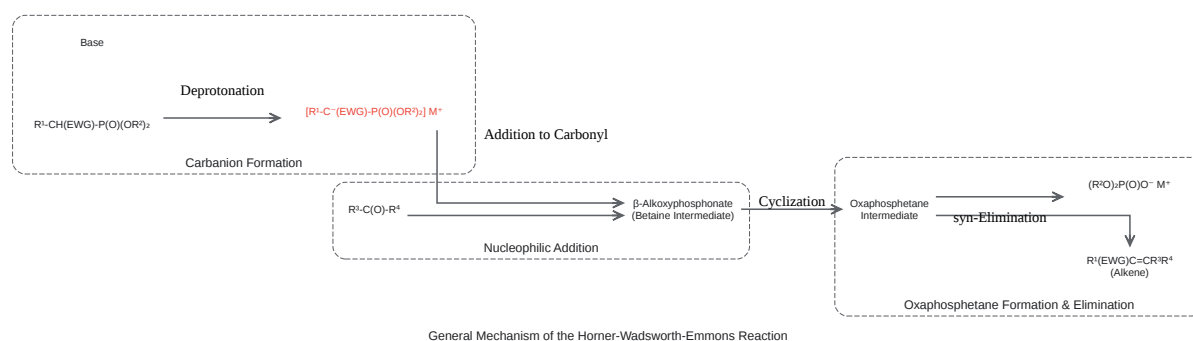 Base
Deprotonation
R¹-CH(EWG)-P(O)(OR²)₂
[R¹-C⁻(EWG)-P(O)(OR²)₂] M⁺
Carbanion Formation
Addition to Carbonyl
R³-C(O)-R⁴
β-Alkoxyphosphonate
(Betaine Intermediate)
Nucleophilic Addition
Cyclization
Oxaphosphetane
Intermediate
(R²O)₂P(O)O⁻ M⁺
syn-Elimination
R¹(EWG)C=CR³R⁴
(Alkene)
Oxaphosphetane Formation & Elimination
General Mechanism of the Horner-Wadsworth-Emmons Reaction